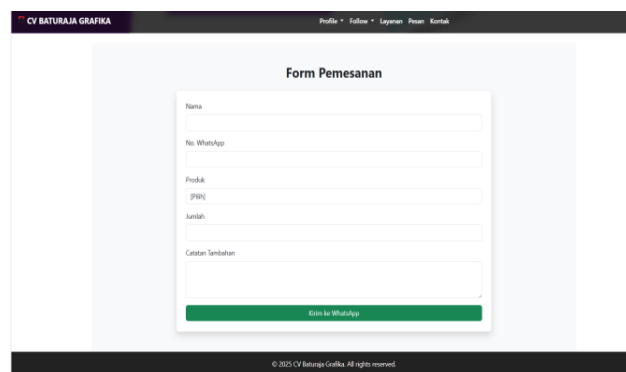 CV BATURAJA GRAFIKA
Profile Follow Layanan Pesan Kontak
Form Pemesanan
Nama
No. WhatsApp
Produk
[Pilih]
Jumlah
Catatan Tambahan
Kirim ke WhatsApp
© 2025 CV Baturaja Grafika. All rights reserved.